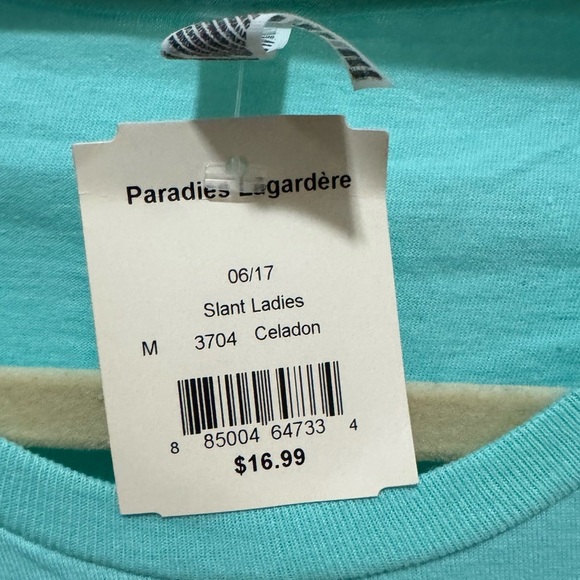 Paradies Lagardère
06/17
Slant Ladies
M 3704 Celadon
8 85004 64733 4
$16.99